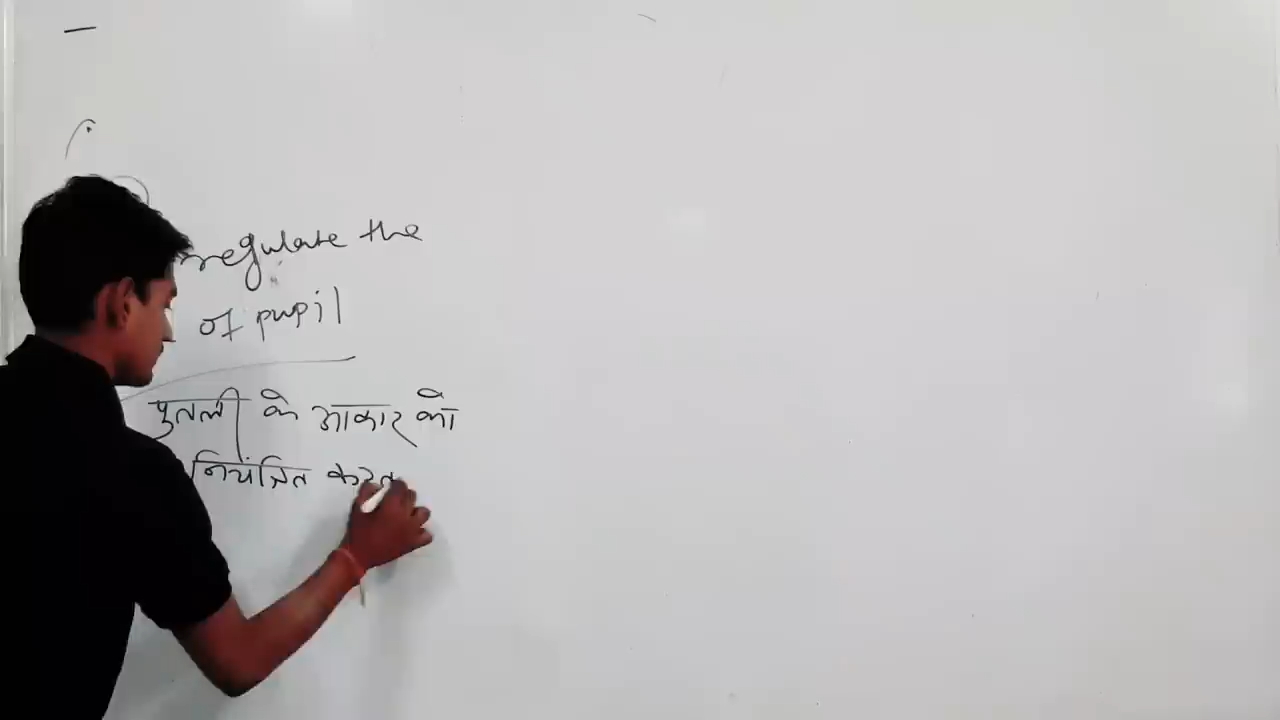 regulate the
of pupil
पुतली के आकार को
नियंत्रित करत